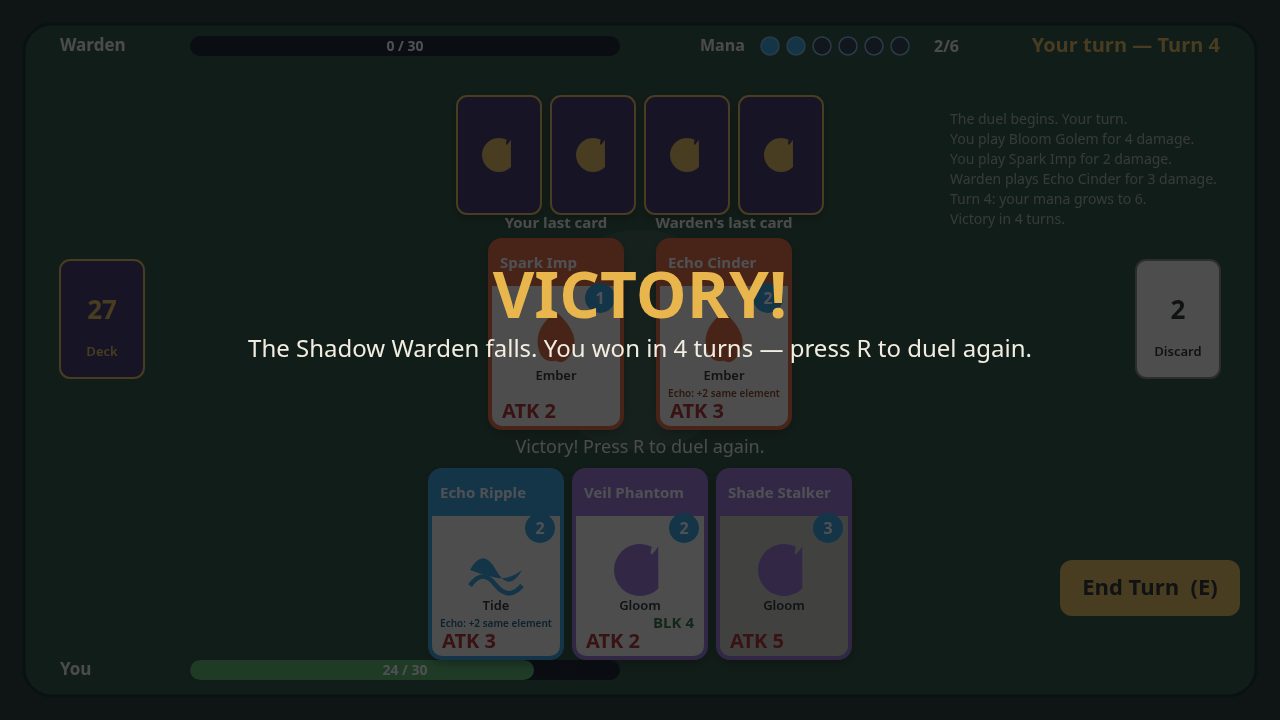 Warden
0 / 30
Mana
2/6
Your turn — Turn 4
The duel begins. Your turn.
You play Bloom Golem for 4 damage.
You play Spark Imp for 2 damage.
Warden plays Echo Cinder for 3 damage.
Turn 4: your mana grows to 6.
Victory in 4 turns.
Your last card
Warden's last card
27
Deck
Spark Imp
1
Ember
ATK 2
Echo Cinder
2
Ember
Echo: +2 same element
ATK 3
VICTORY!
The Shadow Warden falls. You won in 4 turns — press R to duel again.
2
Discard
Victory! Press R to duel again.
Echo Ripple
2
Tide
Echo: +2 same element
ATK 3
Veil Phantom
2
Gloom
BLK 4
ATK 2
Shade Stalker
3
Gloom
ATK 5
End Turn (E)
You
24 / 30